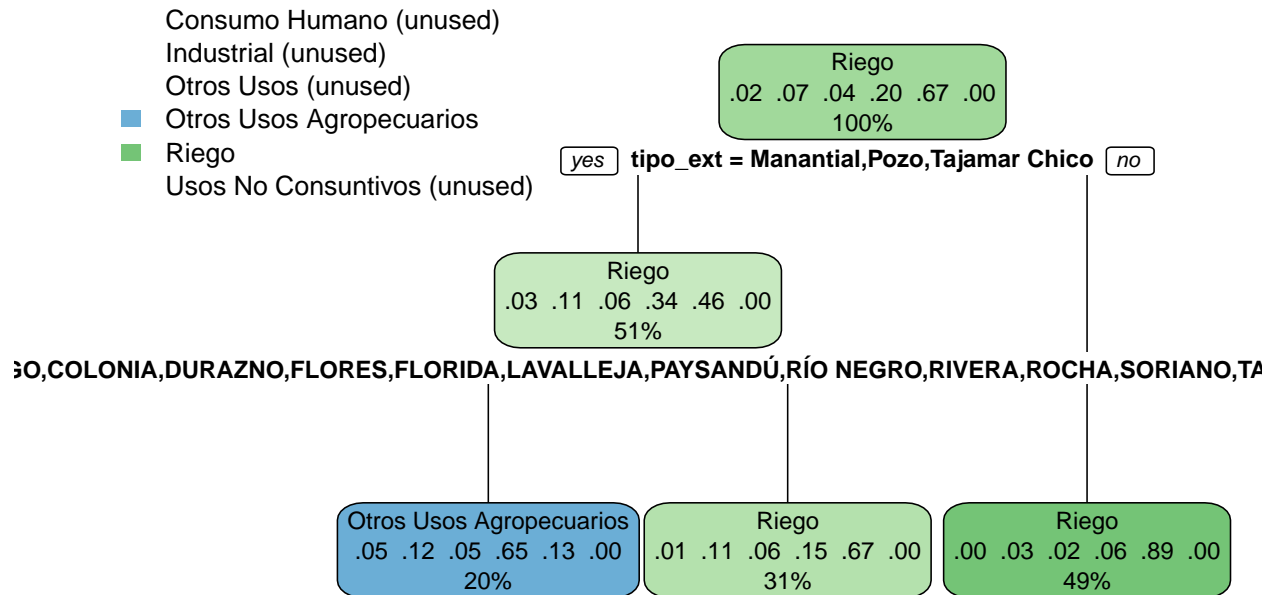 Consumo Humano (unused)
Industrial (unused)
Otros Usos (unused)
Otros Usos Agropecuarios
Riego
Usos No Consuntivos (unused)
Riego
.02 .07 .04 .20 .67 .00
100%
yes tipo_ext = Manantial,Pozo,Tajamar Chico no
Riego
.03 .11 .06 .34 .46 .00
51%
GO,COLONIA,DURAZNO,FLORES,FLORIDA,LAVALLEJA,PAYSANDÚ,RÍO NEGRO,RIVERA,ROCHA,SORIANO,TA
Otros Usos Agropecuarios
.05 .12 .05 .65 .13 .00
20%
Riego
.01 .11 .06 .15 .67 .00
31%
Riego
.00 .03 .02 .06 .89 .00
49%